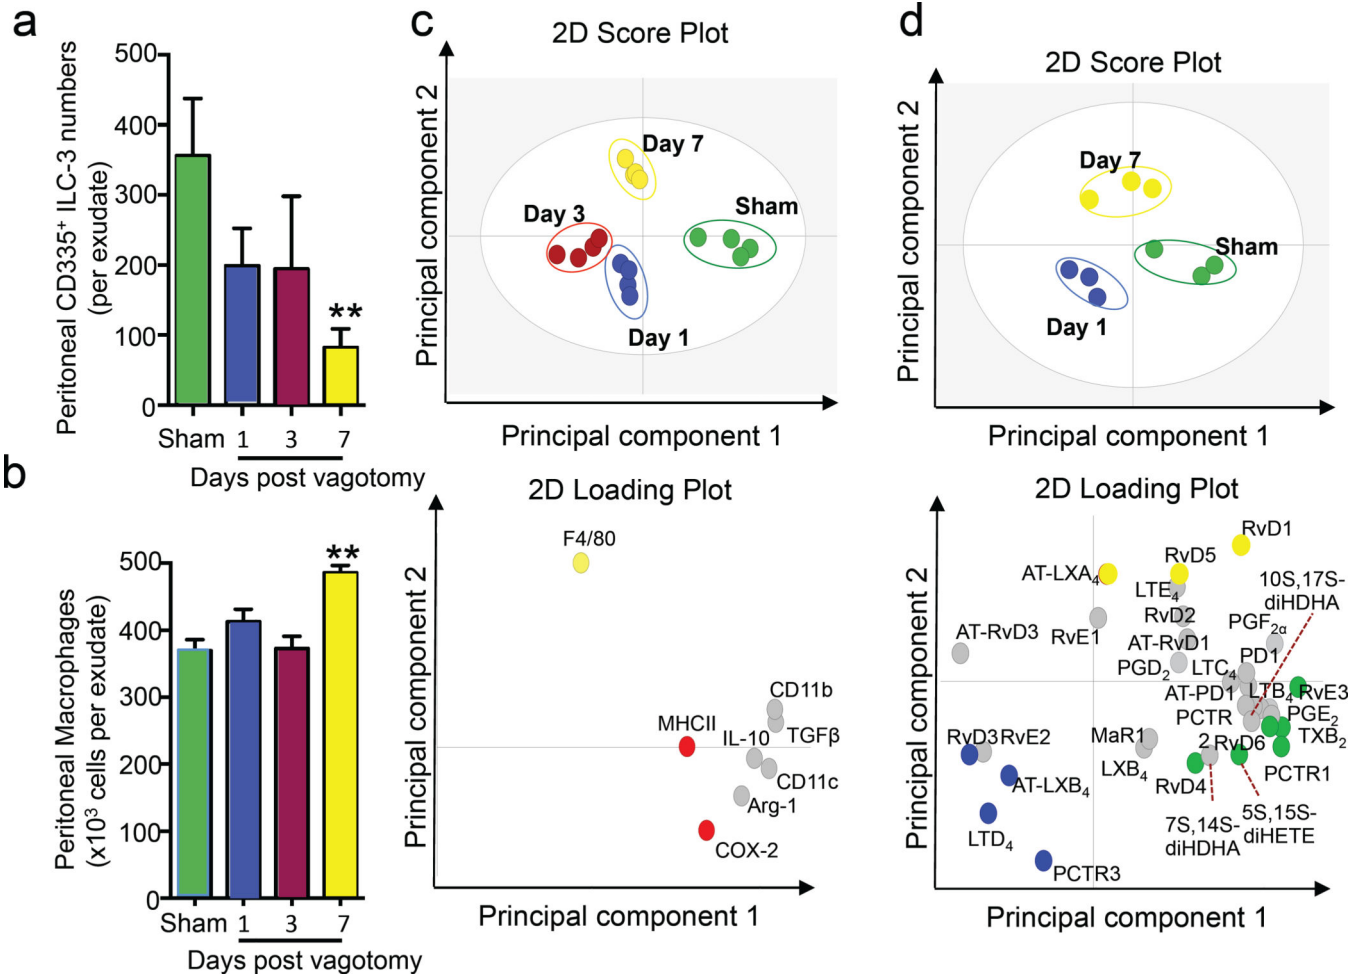 a
Peritoneal CD335⁺ ILC-3 numbers
(per exudate)
500
400
300
200
100
0
**
Sham 1 3 7
Days post vagotomy
b
Peritoneal Macrophages
(x10³ cells per exudate)
500
400
300
200
100
0
**
Sham 1 3 7
Days post vagotomy
c
2D Score Plot
Principal component 2
Day 7
Day 3
Sham
Day 1
Principal component 1
2D Loading Plot
Principal component 2
F4/80
CD11b
MHCII
TGFβ
IL-10
CD11c
Arg-1
COX-2
Principal component 1
d
2D Score Plot
Principal component 2
Day 7
Sham
Day 1
Principal component 1
2D Loading Plot
Principal component 2
RvD1
RvD5
AT-LXA₄
LTE₄
10S,17S-
diHDHA
RvD2
PGF₂α
AT-RvD3
RvE1
AT-RvD1
PD1
PGD₂
LTC₄
AT-PD1
LTB₄
RvE3
PCTR
2
PGE₂
TXB₂
RvD3
RvE2
MaR1
RvD6
LXB₄
PCTR1
AT-LXB₄
RvD4
LTD₄
7S,14S-
diHDHA
5S,15S-
diHETE
PCTR3
Principal component 1